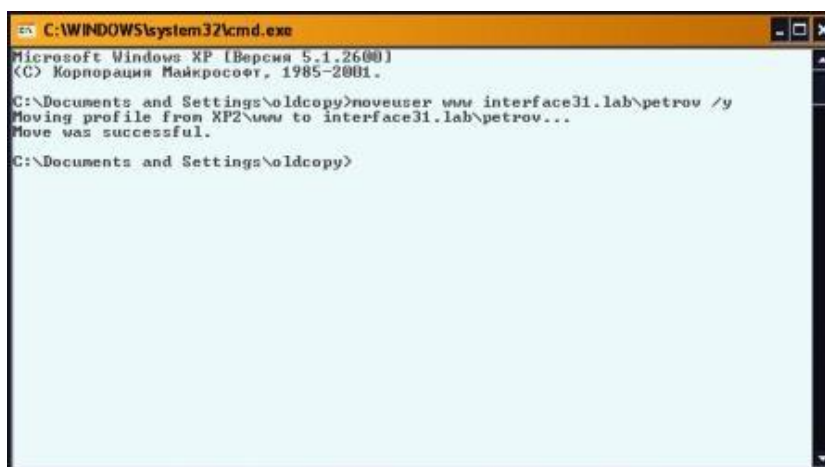 C:\WINDOWS\system32\cmd.exe
Microsoft Windows XP [Версия 5.1.2600]
(C) Корпорация Майкрософт, 1985-2001.
C:\Documents and Settings\oldcopy>moveuser www interface31.lab\petrov /y
Moving profile from XP2\www to interface31.lab\petrov...
Move was successful.
C:\Documents and Settings\oldcopy>